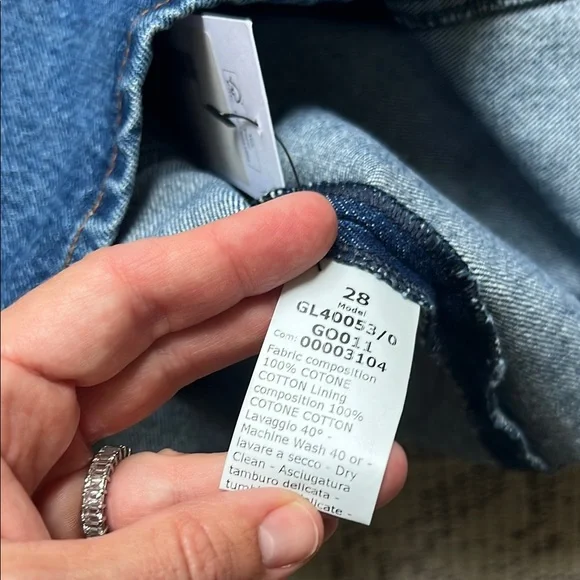 28
Model
GL40053/0
GO011
Com: 00003104
Fabric composition
100% COTONE
COTTON Lining
composition 100%
COTONE COTTON
Lavaggio 40° -
Machine Wash 40 or -
lavare a secco - Dry
Clean - Asciugatura
tamburo delicata -
delicate -